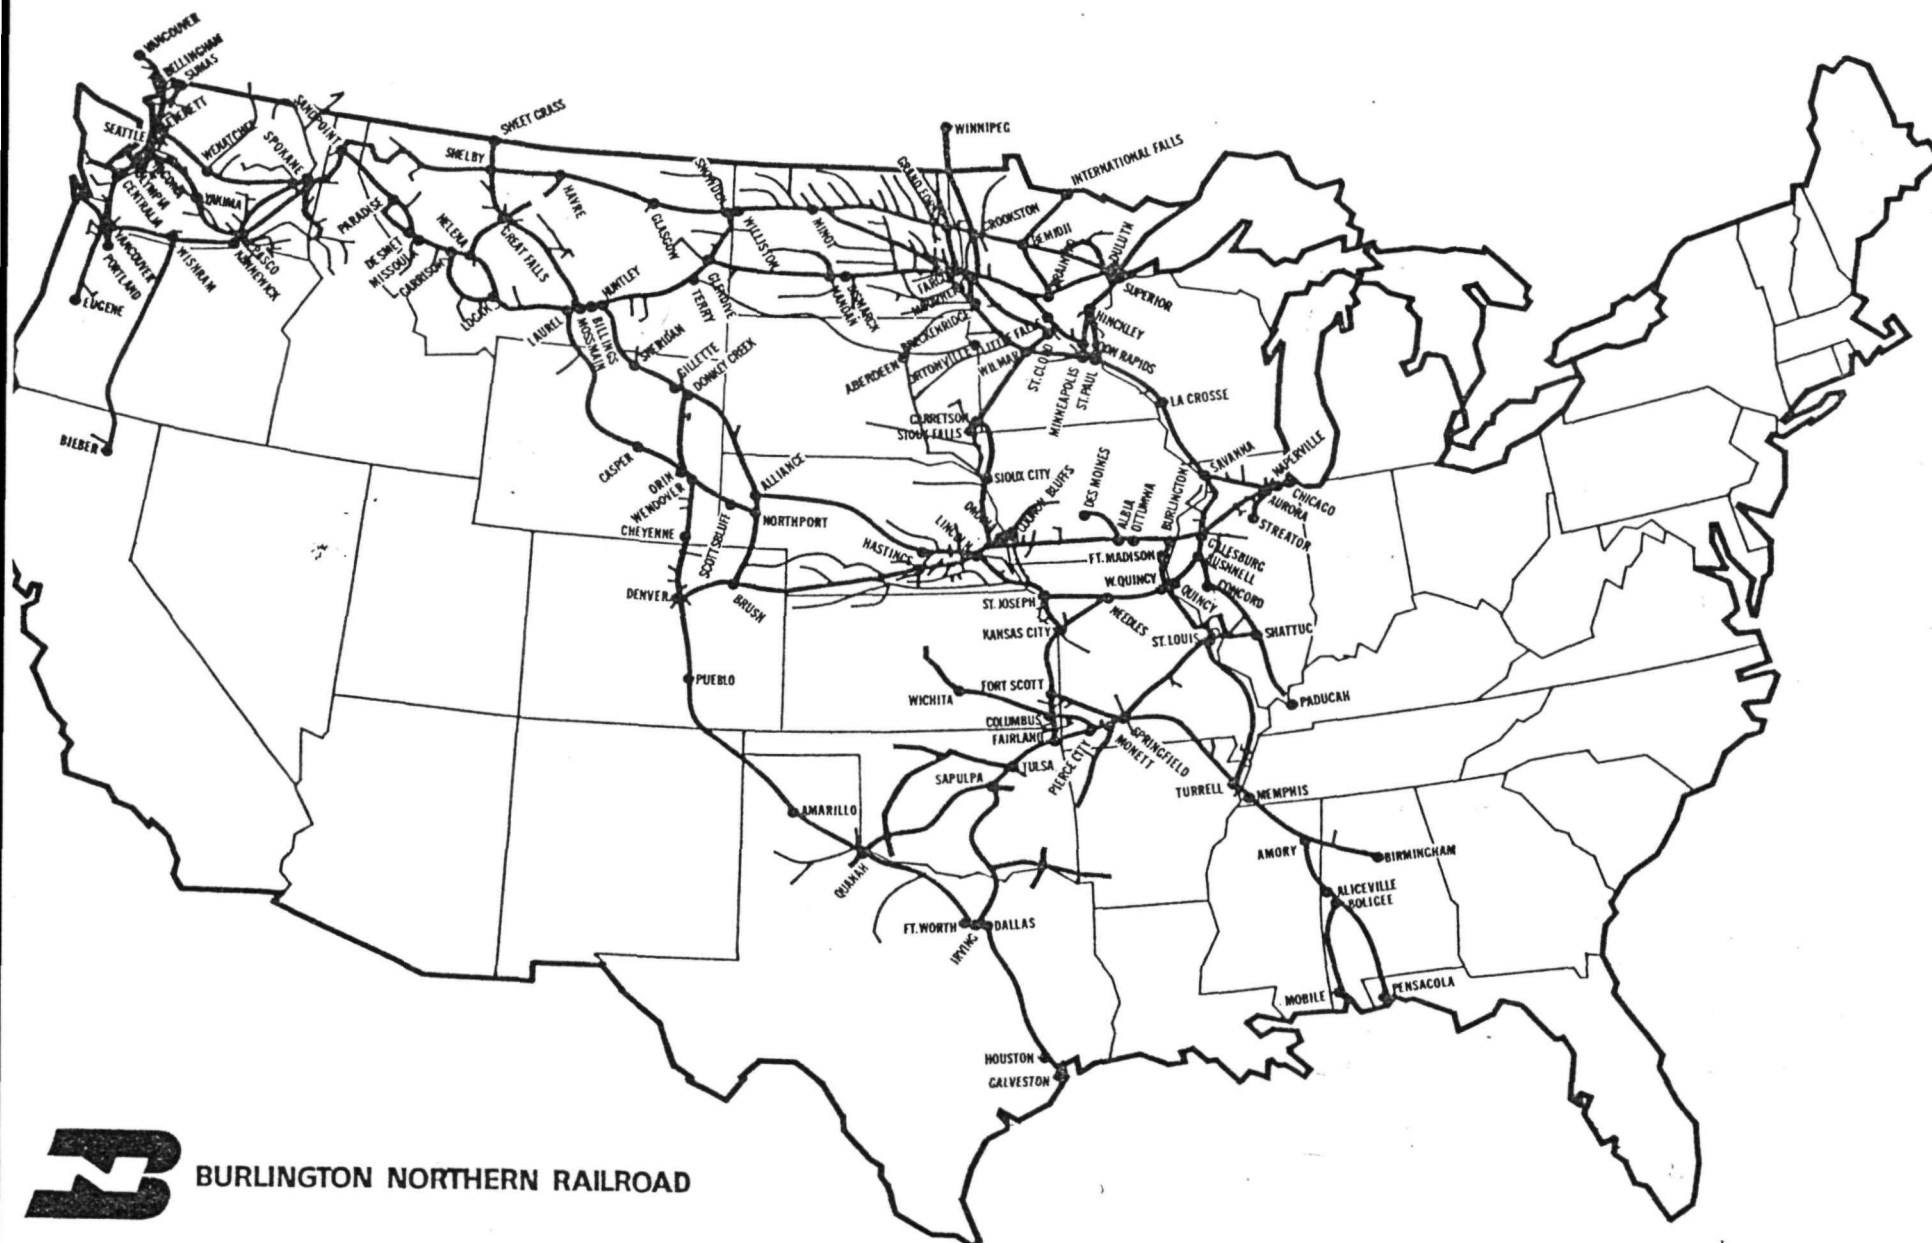 VANCOUVER
BELLINGHAM
SUMAS
EVERETT
SEATTLE
WENATCHEE
SPOKANE
SANDPOINT
OLYMPIA
CENTRALIA
YAKIMA
PASCO
KENNEWICK
VANCOUVER
PORTLAND
WISHRAM
EUGENE
BIEBER
SWEET GRASS
SHELBY
HAVRE
PARADISE
DESMET
MISSOULA
HELENA
GARRISON
GREAT FALLS
LOGAN
GLASGOW
SNOWDEN
WILLISTON
MINOT
GLENDIVE
TERRY
HUNTLEY
LAUREL
MOSSMAIN
BILLINGS
SHERIDAN
GILLETTE
DONKEY CREEK
MANDAN
BISMARCK
WINNIPEG
GRAND FORKS
CROOKSTON
INTERNATIONAL FALLS
BEMIDJI
BRAINERD
DULUTH
SUPERIOR
FARGO
BRECKENRIDGE
ABERDEEN
ORTONVILLE
LITTLE FALLS
WILMAR
ST. CLOUD
HINCKLEY
COON RAPIDS
MINNEAPOLIS
ST. PAUL
LA CROSSE
GARRETSON
SIOUX FALLS
SIOUX CITY
CASPER
ORIN
WENDOVER
ALLIANCE
CHEYENNE
SCOTTSBLUFF
NORTHPORT
DENVER
BRUSH
PUEBLO
HASTINGS
LINCOLN
OMAHA
COUNCIL BLUFFS
DES MOINES
ALBIA
OTTUMWA
BURLINGTON
SAVANNA
NAPERVILLE
CHICAGO
AURORA
STREATOR
GALESBURG
BUSHNELL
FT. MADISON
W. QUINCY
QUINCY
CONCORD
ST. JOSEPH
NEEDLES
KANSAS CITY
ST. LOUIS
SHATTUC
PADUCAH
FORT SCOTT
WICHITA
COLUMBUS
FAIRLAND
SPRINGFIELD
MONETT
PIERCE CITY
TULSA
SAPULPA
TURRELL
MEMPHIS
AMARILLO
QUANAH
AMORY
BIRMINGHAM
ALICEVILLE
BOLIGEE
FT. WORTH
IRVING
DALLAS
MOBILE
PENSACOLA
HOUSTON
GALVESTON
BN
BURLINGTON NORTHERN RAILROAD